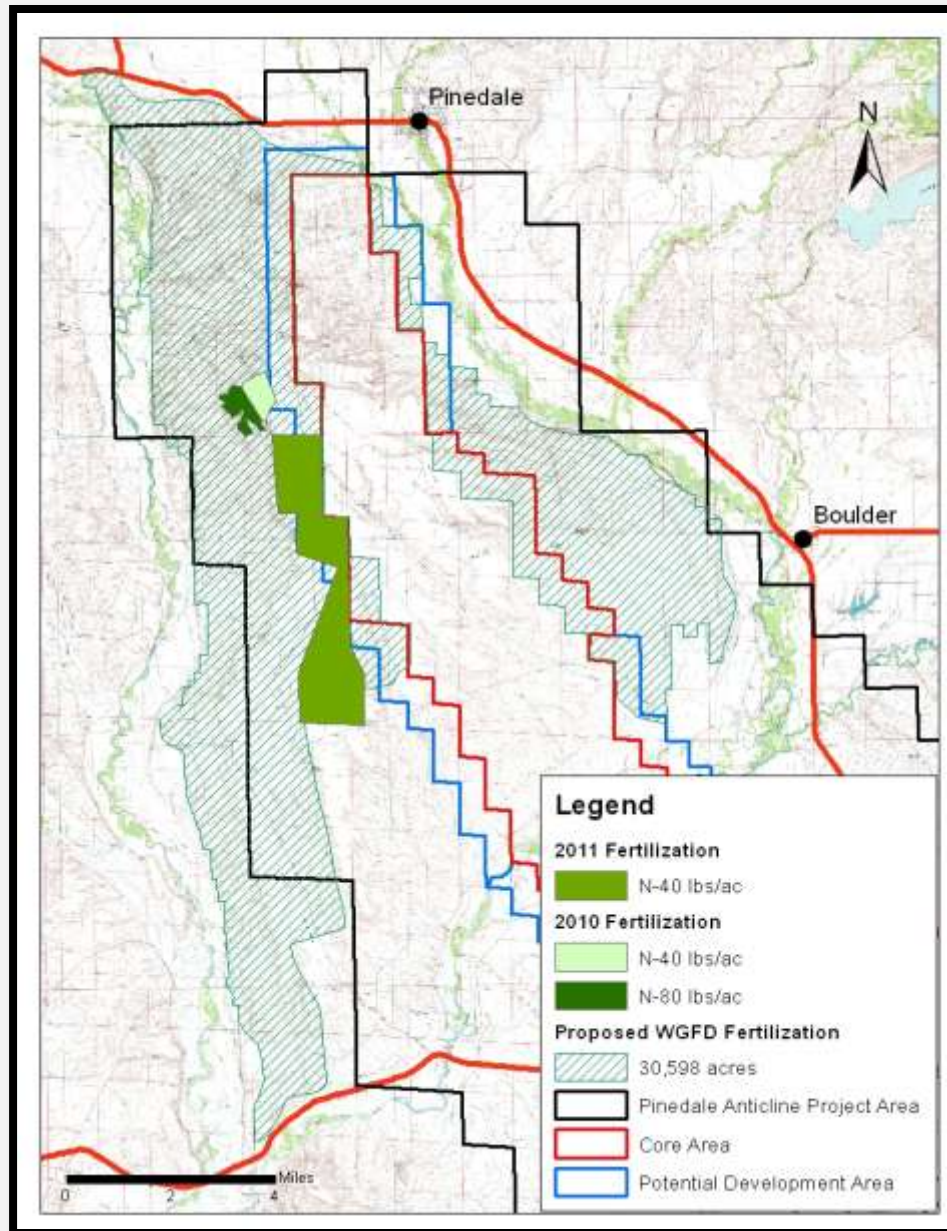 Pinedale
N
Boulder
Legend
2011 Fertilization
N-40 lbs/ac
2010 Fertilization
N-40 lbs/ac
N-80 lbs/ac
Proposed WGFD Fertilization
30,598 acres
Pinedale Anticline Project Area
Core Area
Potential Development Area
Miles
0 2 4